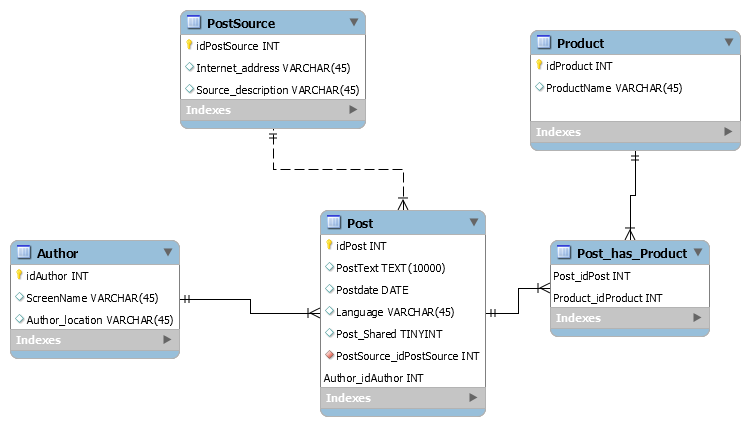 PostSource
idPostSource INT
Internet_address VARCHAR(45)
Source_description VARCHAR(45)
Indexes
Product
idProduct INT
ProductName VARCHAR(45)
Indexes
Author
idAuthor INT
ScreenName VARCHAR(45)
Author_location VARCHAR(45)
Indexes
Post
idPost INT
PostText TEXT(10000)
Postdate DATE
Language VARCHAR(45)
Post_Shared TINYINT
PostSource_idPostSource INT
Author_idAuthor INT
Indexes
Post_has_Product
Post_idPost INT
Product_idProduct INT
Indexes